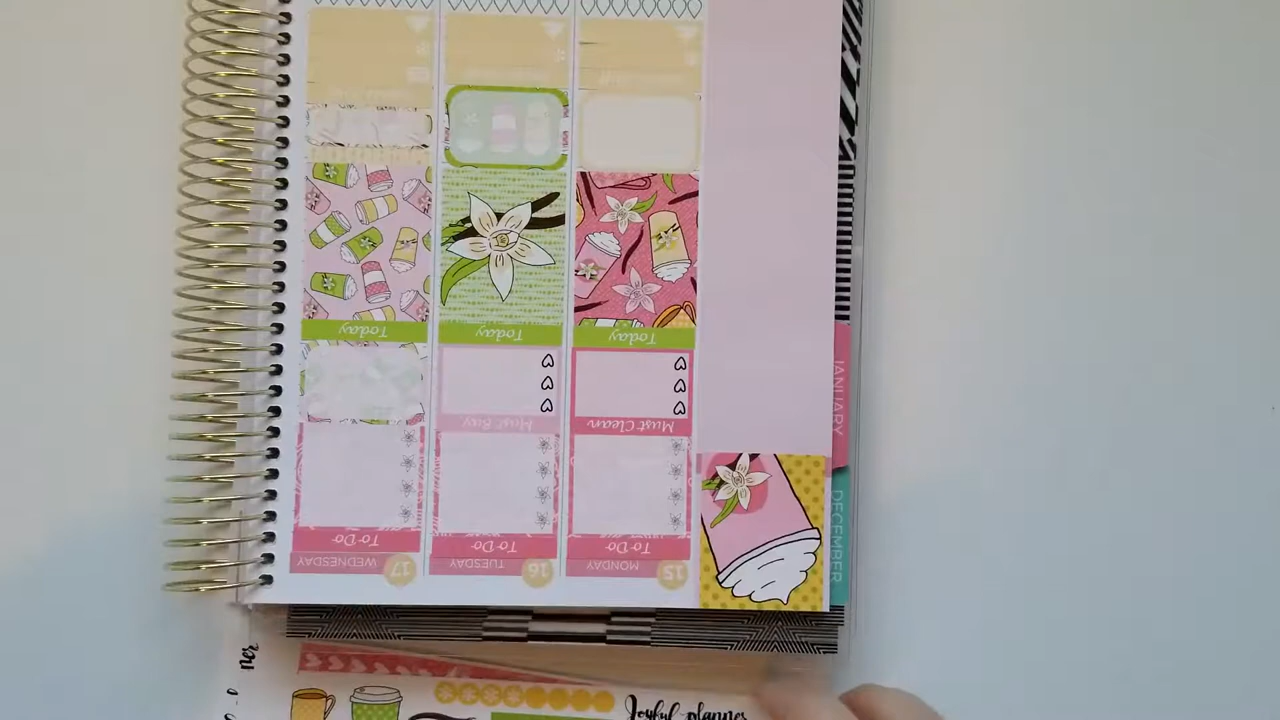 Today
Today
Today
Must Buy
Must Clean
To-Do
To-Do
To-Do
WEDNESDAY 17
TUESDAY 16
MONDAY 15
JANUARY
DECEMBER
ner
Joyful-planner